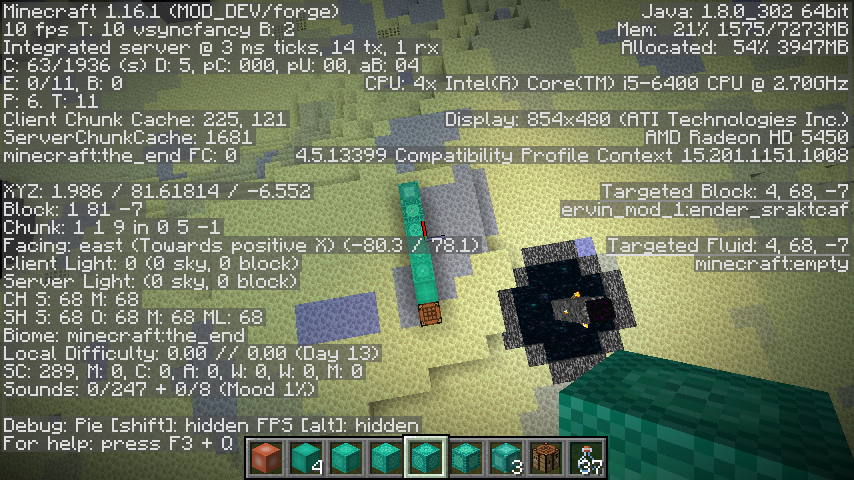 Minecraft 1.16.1 (MOD_DEV/forge)
10 fps T: 10 vsyncfancy B: 2
Integrated server @ 3 ms ticks, 14 tx, 1 rx
C: 63/1936 (s) D: 5, pC: 000, pU: 00, aB: 04
E: 0/11, B: 0
P: 6. T: 11
Client Chunk Cache: 225, 121
ServerChunkCache: 1681
minecraft:the_end FC: 0
XYZ: 1.986 / 81.61814 / -6.552
Block: 1 81 -7
Chunk: 1 1 9 in 0 5 -1
Facing: east (Towards positive X) (-80.3 / 78.1)
Client Light: 0 (0 sky, 0 block)
Server Light: (0 sky, 0 block)
CH S: 68 M: 68
SH S: 68 O: 68 M: 68 ML: 68
Biome: minecraft:the_end
Local Difficulty: 0.00 // 0.00 (Day 13)
SC: 289, M: 0, C: 0, A: 0, W: 0, W: 0, M: 0
Sounds: 0/247 + 0/8 (Mood 1%)
Debug: Pie [shift]: hidden FPS [alt]: hidden
For help: press F3 + Q
Java: 1.8.0_302 64bit
Mem: 21% 1575/7273MB
Allocated: 54% 3947MB
CPU: 4x Intel(R) Core(TM) i5-6400 CPU @ 2.70GHz
Display: 854x480 (ATI Technologies Inc.)
AMD Radeon HD 5450
4.5.13399 Compatibility Profile Context 15.201.1151.1008
Targeted Block: 4, 68, -7
ervin_mod_1:ender_sraktcaf
Targeted Fluid: 4, 68, -7
minecraft:empty
4
3
37